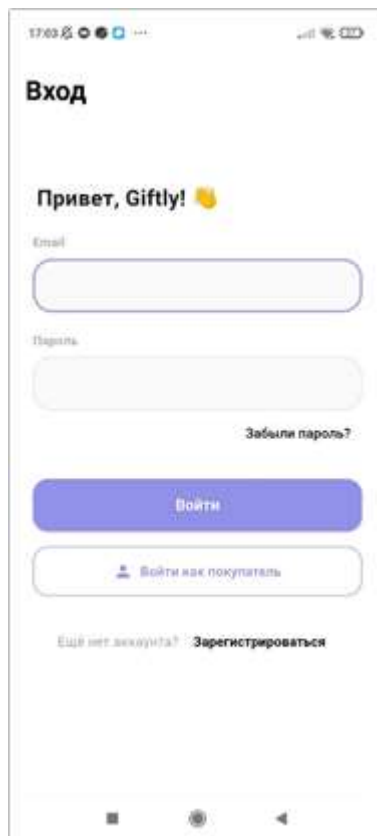 17:03
Вход
Привет, Giftly! 👋
Email
Пароль
Забыли пароль?
Войти
Войти как покупатель
Ещё нет аккаунта? Зарегистрироваться